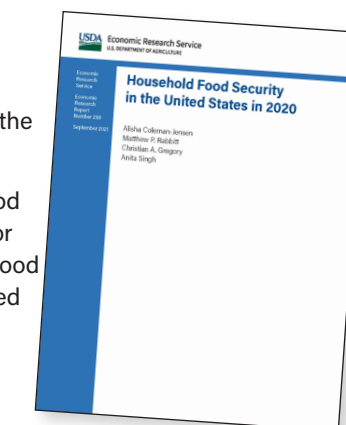 USDA
Economic Research Service
U.S. DEPARTMENT OF AGRICULTURE
Economic
Research
Service
Economic
Research
Report
Number 298
September 2021
Household Food Security
in the United States in 2020
Alisha Coleman-Jensen
Matthew P. Rabbitt
Christian A. Gregory
Anita Singh
the
od
or
ood
ed